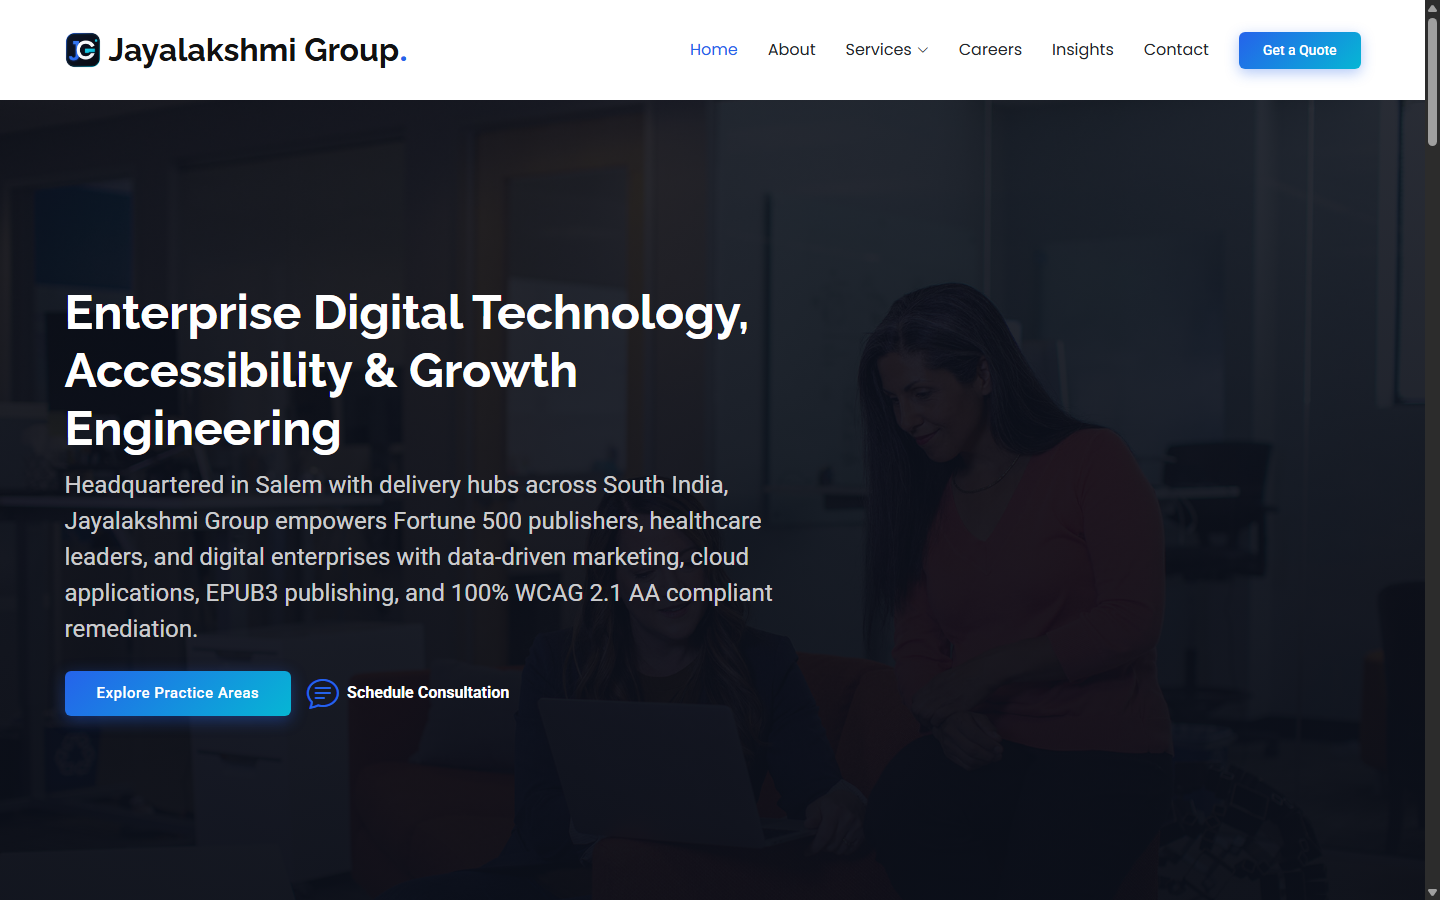 JG Jayalakshmi Group.
Home About Services Careers Insights Contact Get a Quote
Enterprise Digital Technology,
Accessibility & Growth
Engineering
Headquartered in Salem with delivery hubs across South India,
Jayalakshmi Group empowers Fortune 500 publishers, healthcare
leaders, and digital enterprises with data-driven marketing, cloud
applications, EPUB3 publishing, and 100% WCAG 2.1 AA compliant
remediation.
Explore Practice Areas Schedule Consultation